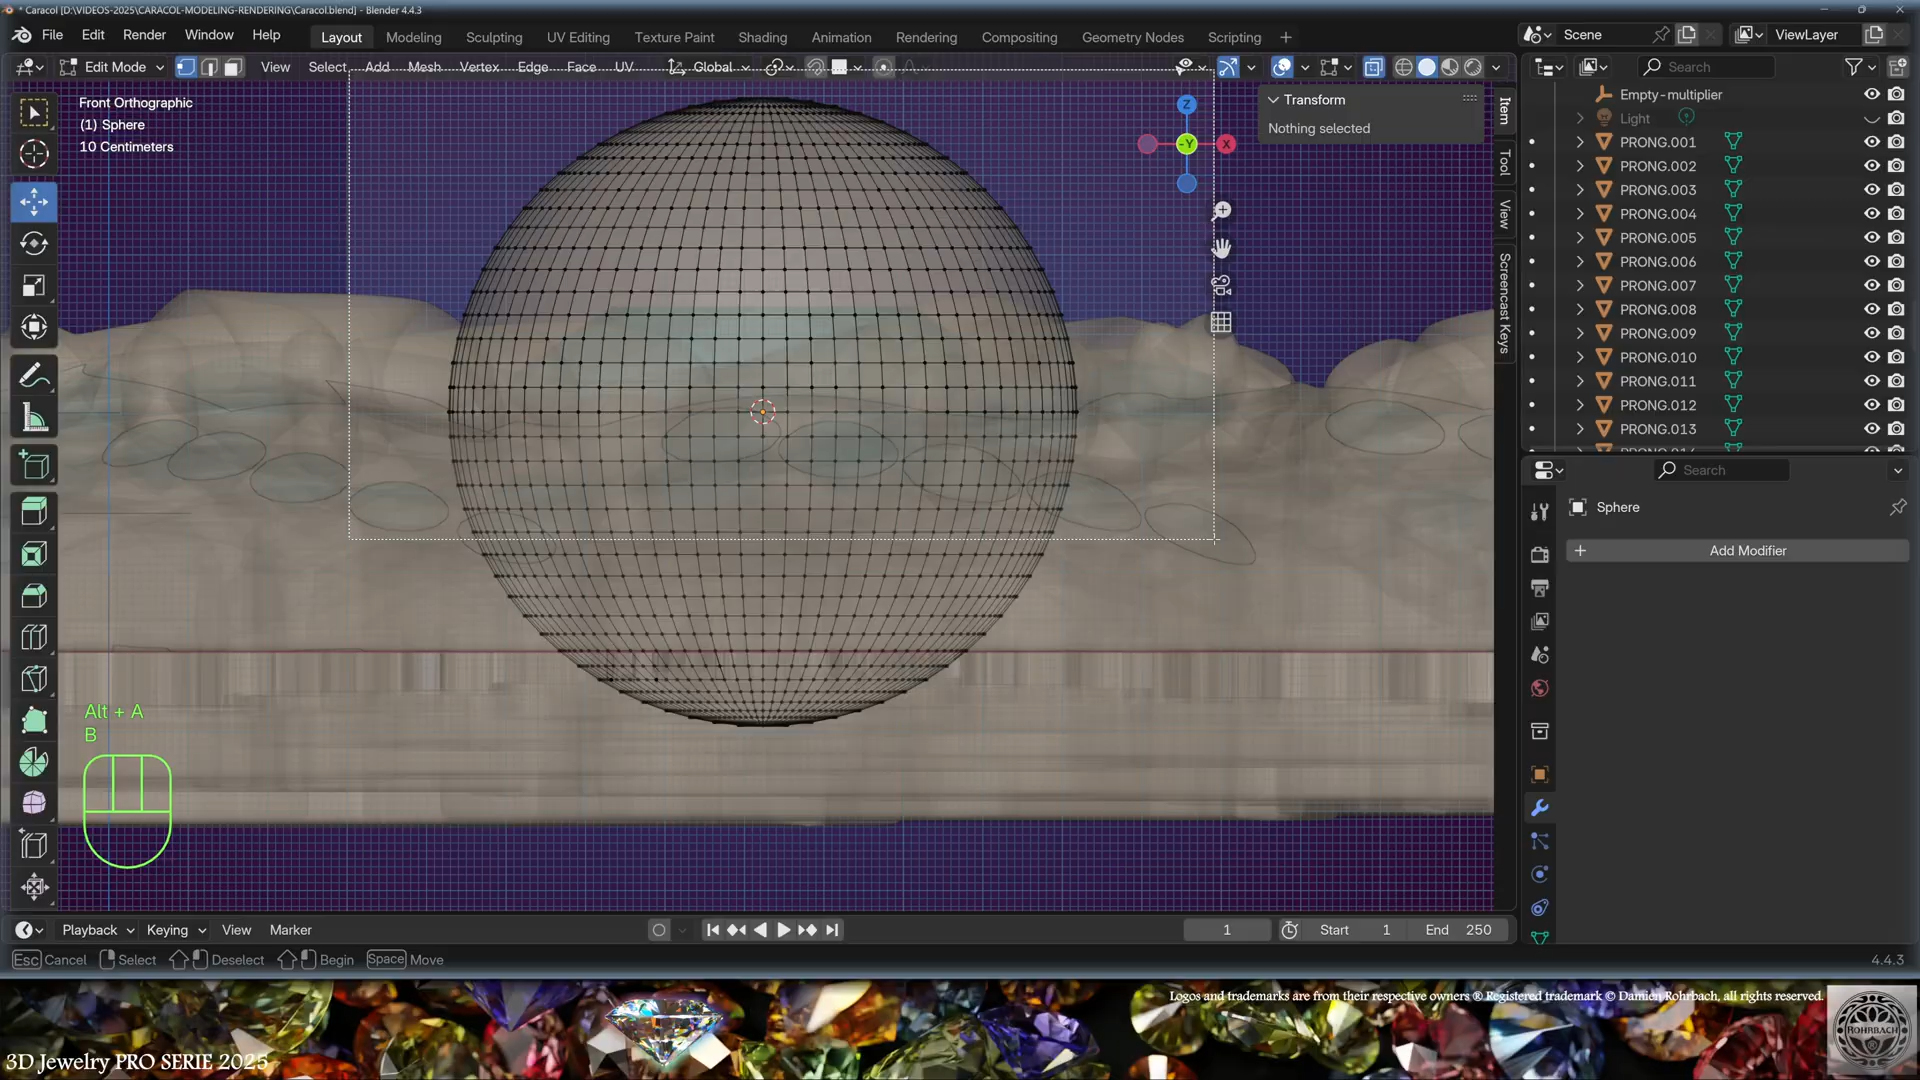 * Caracol [D:\VIDEOS-2025\CARACOL-MODELING-RENDERING\Caracol.blend] - Blender 4.4.3
File Edit Render Window Help
Layout Modeling Sculpting UV Editing Texture Paint Shading Animation Rendering Compositing Geometry Nodes Scripting +
Scene
ViewLayer
Edit Mode
View Select Add Mesh Vertex Edge Face UV
Global
Search
Front Orthographic
(1) Sphere
10 Centimeters
Z
-Y
X
Transform
Nothing selected
Item
Tool
View
Screencast Keys
Empty-multiplier
Light
PRONG.001
PRONG.002
PRONG.003
PRONG.004
PRONG.005
PRONG.006
PRONG.007
PRONG.008
PRONG.009
PRONG.010
PRONG.011
PRONG.012
PRONG.013
Search
Sphere
+ Add Modifier
Alt + A
B
Playback Keying View Marker
1
Start 1
End 250
Esc Cancel Select Deselect Begin Space Move
4.4.3
Logos and trademarks are from their respective owners ® Registered trademark © Damien Rohrbach, all rights reserved.
ROHRBACH
3D Jewelry PRO SERIE 2025